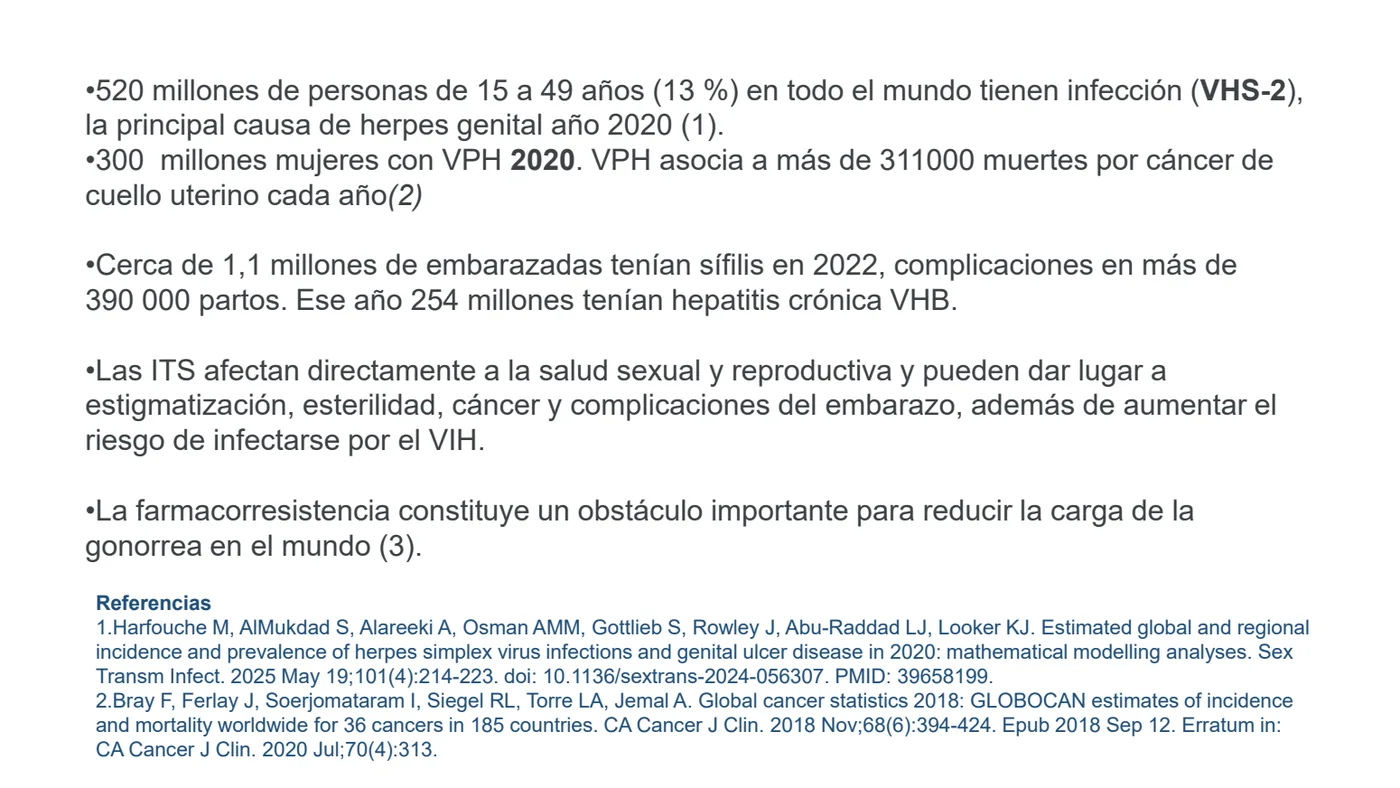 •520 millones de personas de 15 a 49 años (13 %) en todo el mundo tienen infección (VHS-2),
la principal causa de herpes genital año 2020 (1).
•300  millones mujeres con VPH 2020. VPH asocia a más de 311000 muertes por cáncer de
cuello uterino cada año(2)
•Cerca de 1,1 millones de embarazadas tenían sífilis en 2022, complicaciones en más de
390 000 partos. Ese año 254 millones tenían hepatitis crónica VHB.
•Las ITS afectan directamente a la salud sexual y reproductiva y pueden dar lugar a
estigmatización, esterilidad, cáncer y complicaciones del embarazo, además de aumentar el
riesgo de infectarse por el VIH.
•La farmacorresistencia constituye un obstáculo importante para reducir la carga de la
gonorrea en el mundo (3).
Referencias
1.Harfouche M, AlMukdad S, Alareeki A, Osman AMM, Gottlieb S, Rowley J, Abu-Raddad LJ, Looker KJ. Estimated global and regional
incidence and prevalence of herpes simplex virus infections and genital ulcer disease in 2020: mathematical modelling analyses. Sex
Transm Infect. 2025 May 19;101(4):214-223. doi: 10.1136/sextrans-2024-056307. PMID: 39658199.
2.Bray F, Ferlay J, Soerjomataram I, Siegel RL, Torre LA, Jemal A. Global cancer statistics 2018: GLOBOCAN estimates of incidence
and mortality worldwide for 36 cancers in 185 countries. CA Cancer J Clin. 2018 Nov;68(6):394-424. Epub 2018 Sep 12. Erratum in:
CA Cancer J Clin. 2020 Jul;70(4):313.